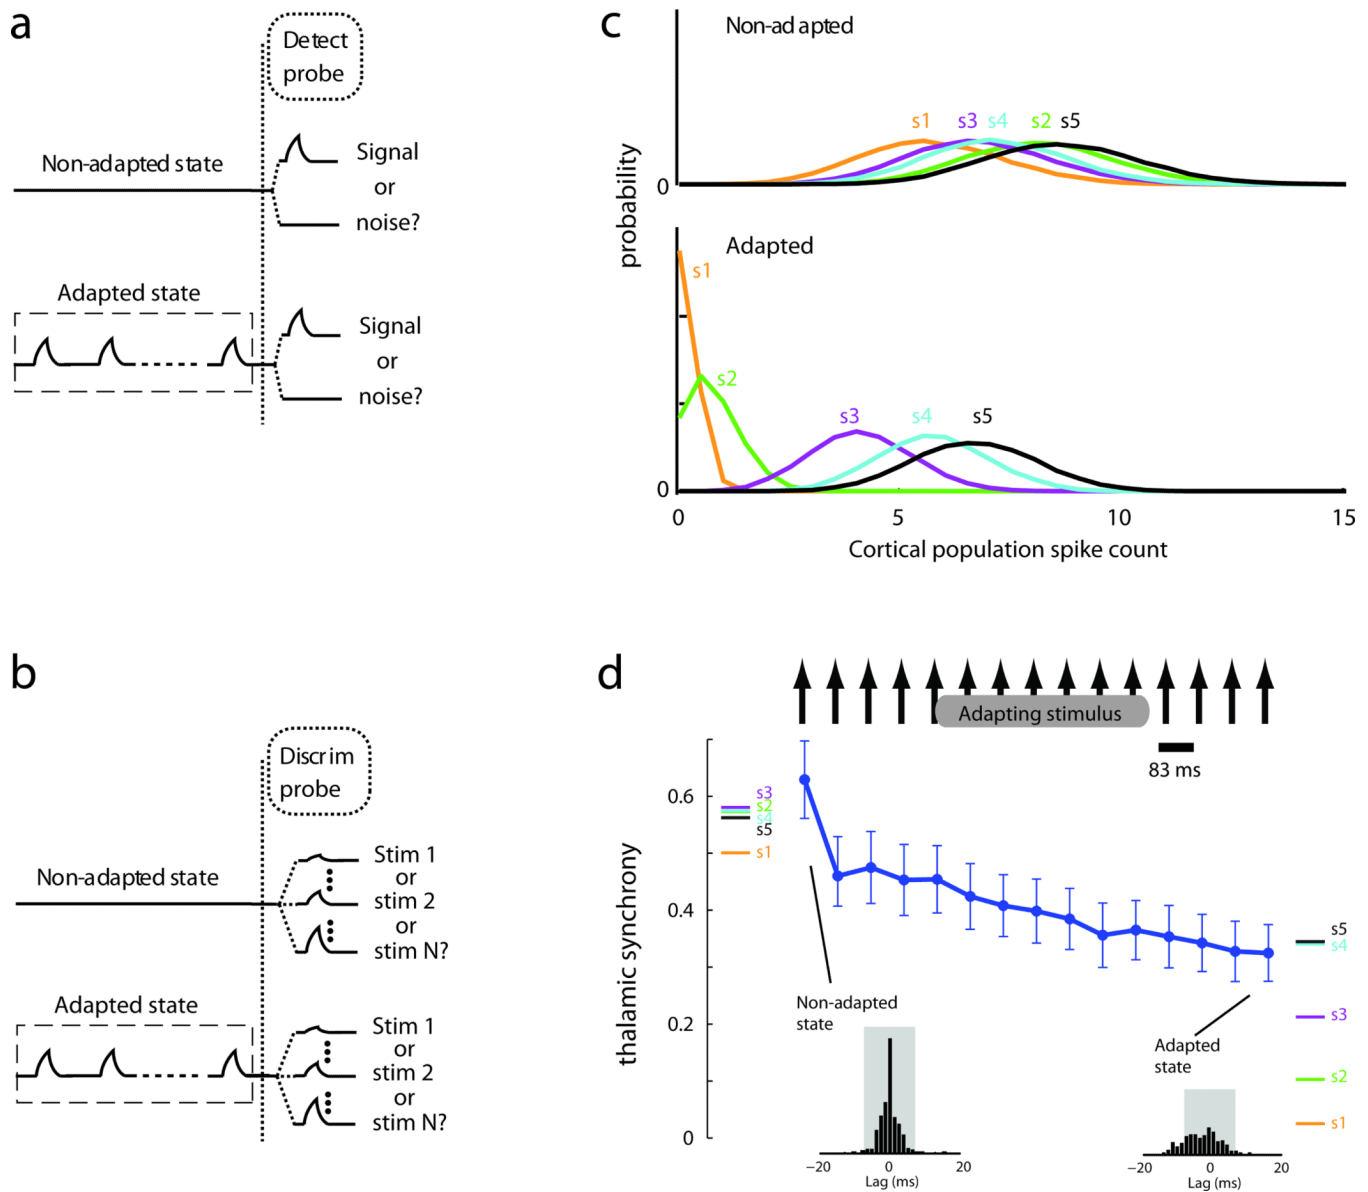 a
Detect
probe
Non-adapted state
Signal
or
noise?
Adapted state
Signal
or
noise?
b
Discrim
probe
Non-adapted state
Stim 1
or
stim 2
or
stim N?
Adapted state
Stim 1
or
stim 2
or
stim N?
c
Non-adapted
s1 s3 s4 s2 s5
0
probability
Adapted
s1
s2
s3 s4 s5
0
0 5 10 15
Cortical population spike count
d
Adapting stimulus
83 ms
thalamic synchrony
0.6
0.4
0.2
0
s3
s2
s4
s5
s1
Non-adapted
state
Adapted
state
s5
s4
s3
s2
s1
−20 0 20
Lag (ms)
−20 0 20
Lag (ms)